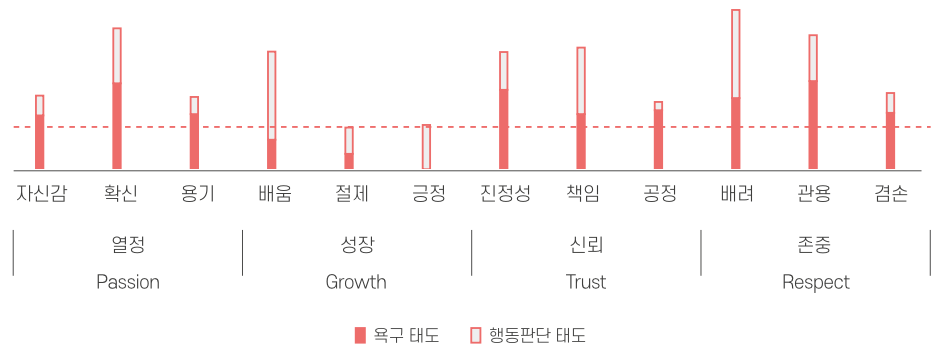 자신감 확신 용기 배움 절제 긍정 진정성 책임 공정 배려 관용 겸손
열정 성장 신뢰 존중
Passion Growth Trust Respect
욕구 태도 행동판단 태도